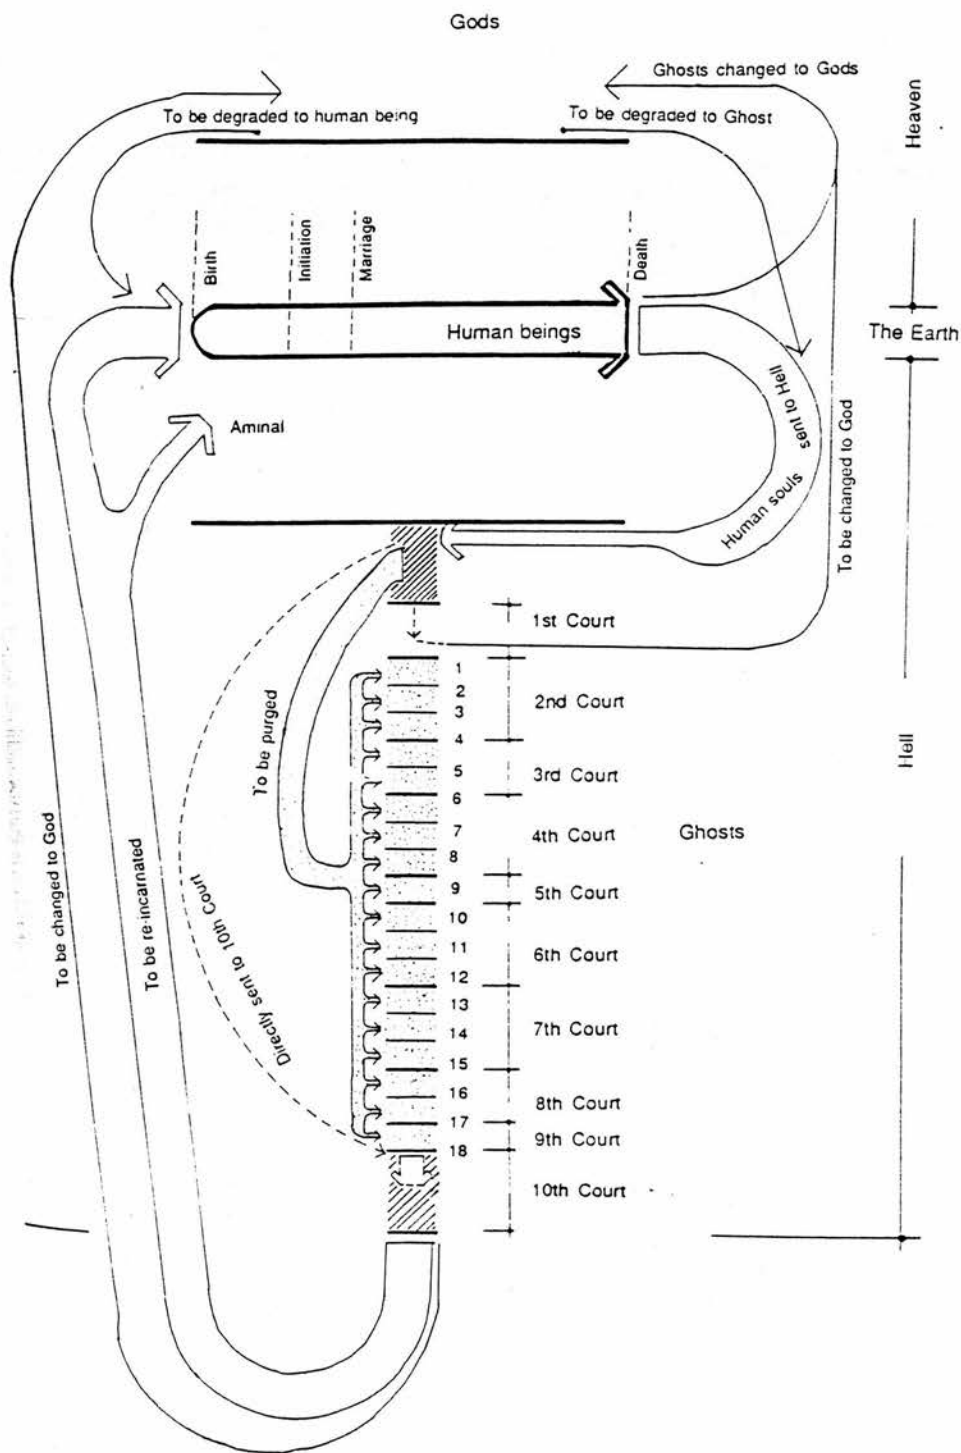 Gods
Ghosts changed to Gods
To be degraded to human being
To be degraded to Ghost
Heaven
Birth
Initiation
Marriage
Death
Human beings
The Earth
Aminal
sent to Hell
Human souls
To be changed to God
1st Court
1
2
3
4
2nd Court
5
6
3rd Court
7
8
4th Court
9
5th Court
10
11
12
6th Court
13
14
15
7th Court
16
17
8th Court
18
9th Court
10th Court
To be purged
Directly sent to 10th Court
To be re-incarnated
To be changed to God
Ghosts
Hell